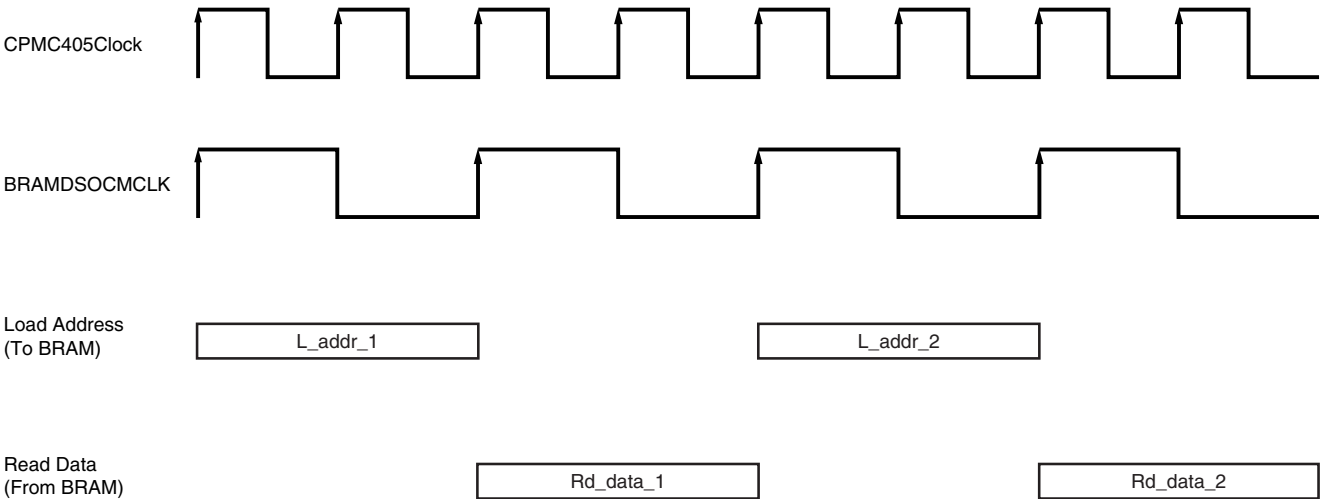 CPMC405Clock
BRAMDSOCMCLK
Load Address
(To BRAM)
L_addr_1
L_addr_2
Read Data
(From BRAM)
Rd_data_1
Rd_data_2